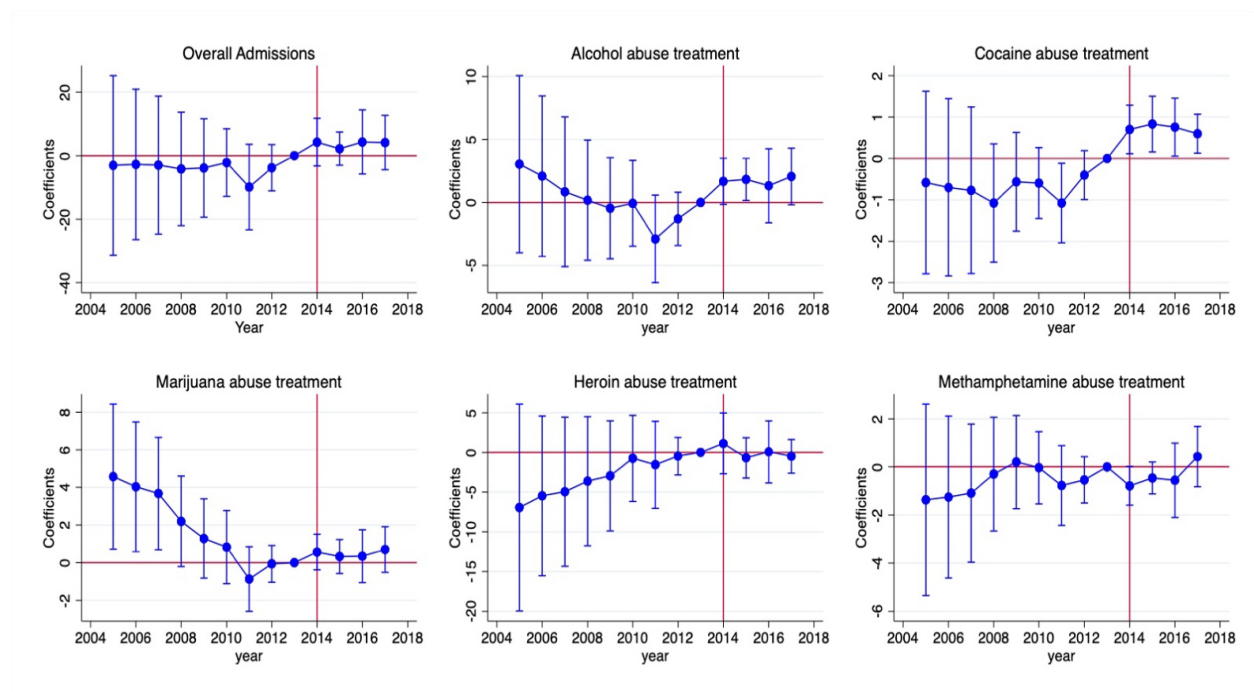 Overall Admissions
Coefficients
20
0
-20
-40
2004 2006 2008 2010 2012 2014 2016 2018
Year
Alcohol abuse treatment
Coefficients
10
5
0
-5
2004 2006 2008 2010 2012 2014 2016 2018
year
Cocaine abuse treatment
Coefficients
2
1
0
-1
-2
-3
2004 2006 2008 2010 2012 2014 2016 2018
year
Marijuana abuse treatment
Coefficients
8
6
4
2
0
-2
2004 2006 2008 2010 2012 2014 2016 2018
year
Heroin abuse treatment
Coefficients
5
0
-5
-10
-15
-20
2004 2006 2008 2010 2012 2014 2016 2018
year
Methamphetamine abuse treatment
Coefficients
2
0
-2
-4
-6
2004 2006 2008 2010 2012 2014 2016 2018
year